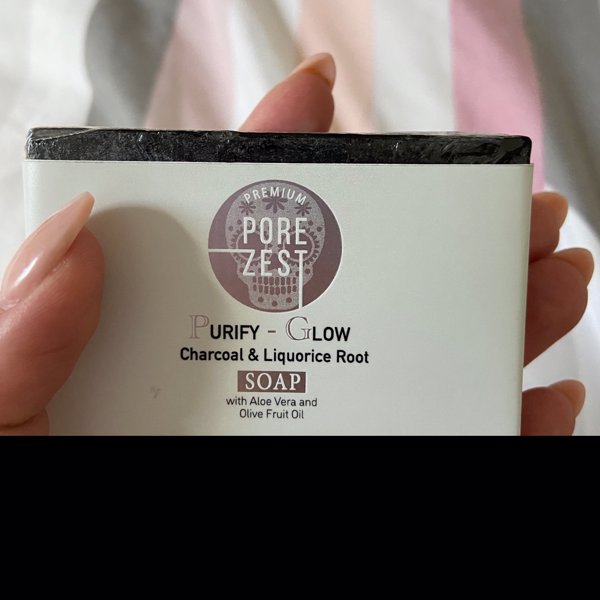 PREMIUM
PORE
ZEST
PURIFY - GLOW
Charcoal & Liquorice Root
SOAP
with Aloe Vera and
Olive Fruit Oil